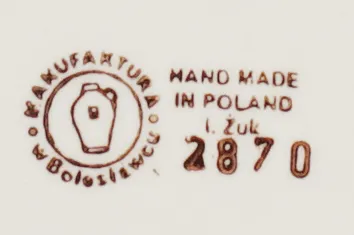 MANUFAKTURA
w Bolesławcu
HAND MADE
IN POLAND
I. Żuk
2870